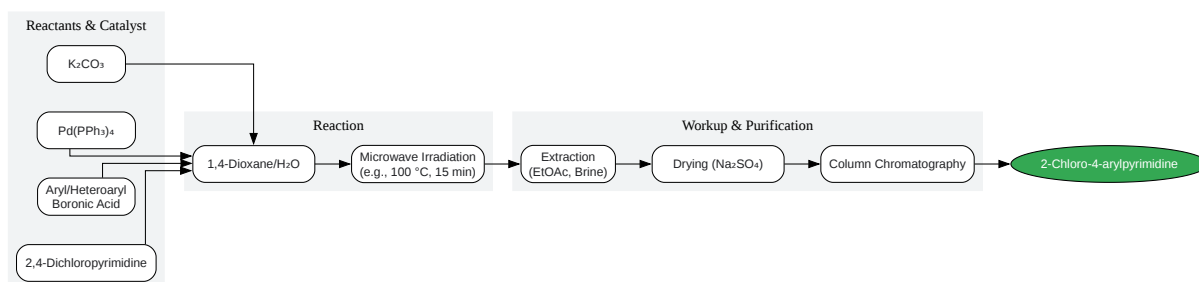 Reactants & Catalyst
K₂CO₃
Pd(PPh₃)₄
Aryl/Heteroaryl
Boronic Acid
2,4-Dichloropyrimidine
Reaction
1,4-Dioxane/H₂O
Microwave Irradiation
(e.g., 100 °C, 15 min)
Workup & Purification
Extraction
(EtOAc, Brine)
Drying (Na₂SO₄)
Column Chromatography
2-Chloro-4-arylpyrimidine